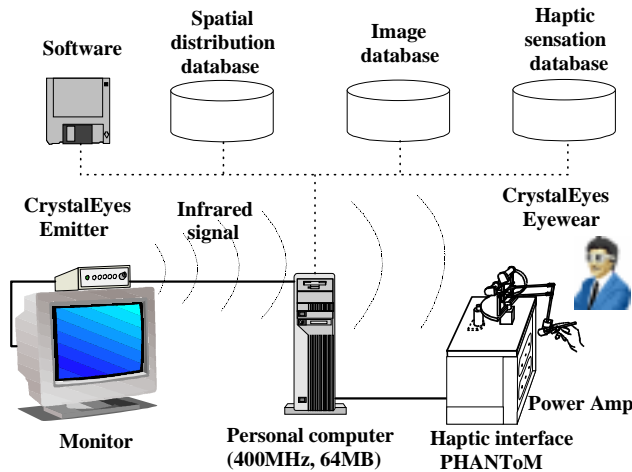 Software
Spatial
distribution
database
Image
database
Haptic
sensation
database
CrystalEyes
Emitter
Infrared
signal
CrystalEyes
Eyewear
Monitor
Personal computer
(400MHz, 64MB)
Haptic interface
PHANToM
Power Amp